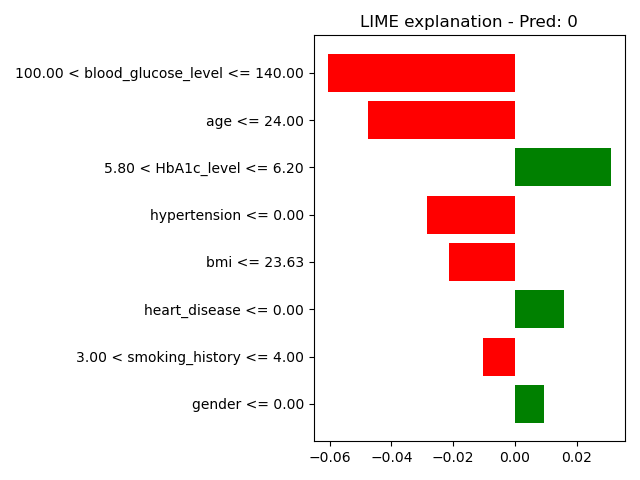 LIME explanation - Pred: 0
100.00 < blood_glucose_level <= 140.00
age <= 24.00
5.80 < HbA1c_level <= 6.20
hypertension <= 0.00
bmi <= 23.63
heart_disease <= 0.00
3.00 < smoking_history <= 4.00
gender <= 0.00
−0.06 −0.04 −0.02 0.00 0.02